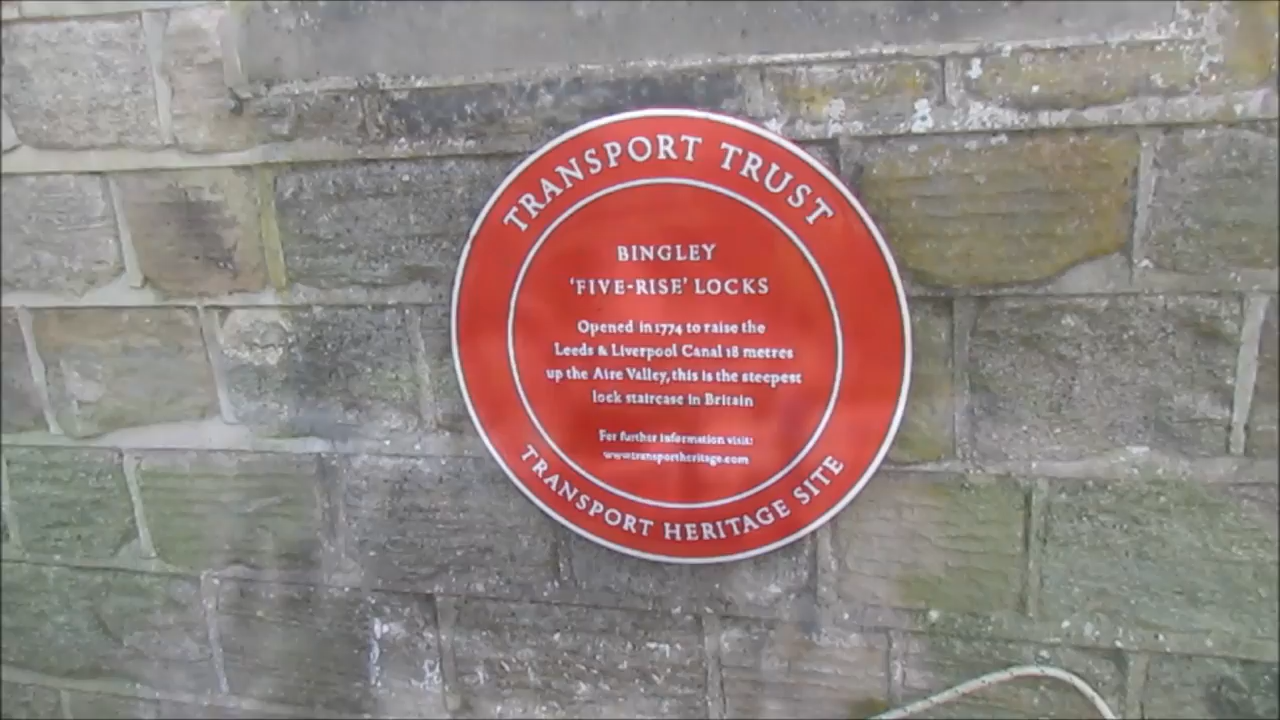 TRANSPORT TRUST
BINGLEY
'FIVE-RISE' LOCKS
Opened in 1774 to raise the
Leeds & Liverpool Canal 18 metres
up the Aire Valley, this is the steepest
lock staircase in Britain
For further information visit:
www.transportheritage.com
TRANSPORT HERITAGE SITE